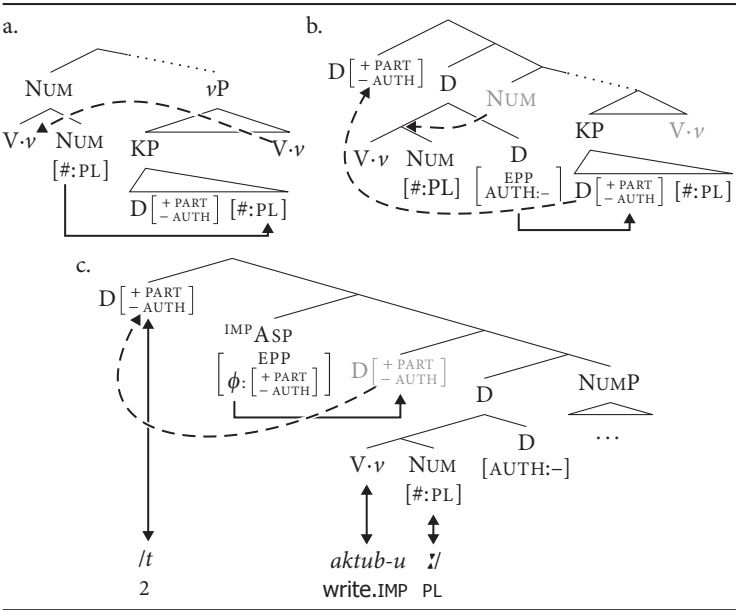 a.
NUM
vP
V·v NUM
[#:PL]
KP
V·v
D[+ PART − AUTH] [#:PL]
b.
D[+ PART − AUTH]
D
NUM
V·v NUM
[#:PL]
D
[EPP AUTH:–]
KP
V·v
D[+ PART − AUTH] [#:PL]
c.
D[+ PART − AUTH]
IMPASP
[EPP ϕ:[+PART − AUTH]]
D[+ PART − AUTH]
D
NUMP
...
V·v NUM
[#:PL]
D
[AUTH:–]
/t aktub-u ː/
2 write.IMP PL